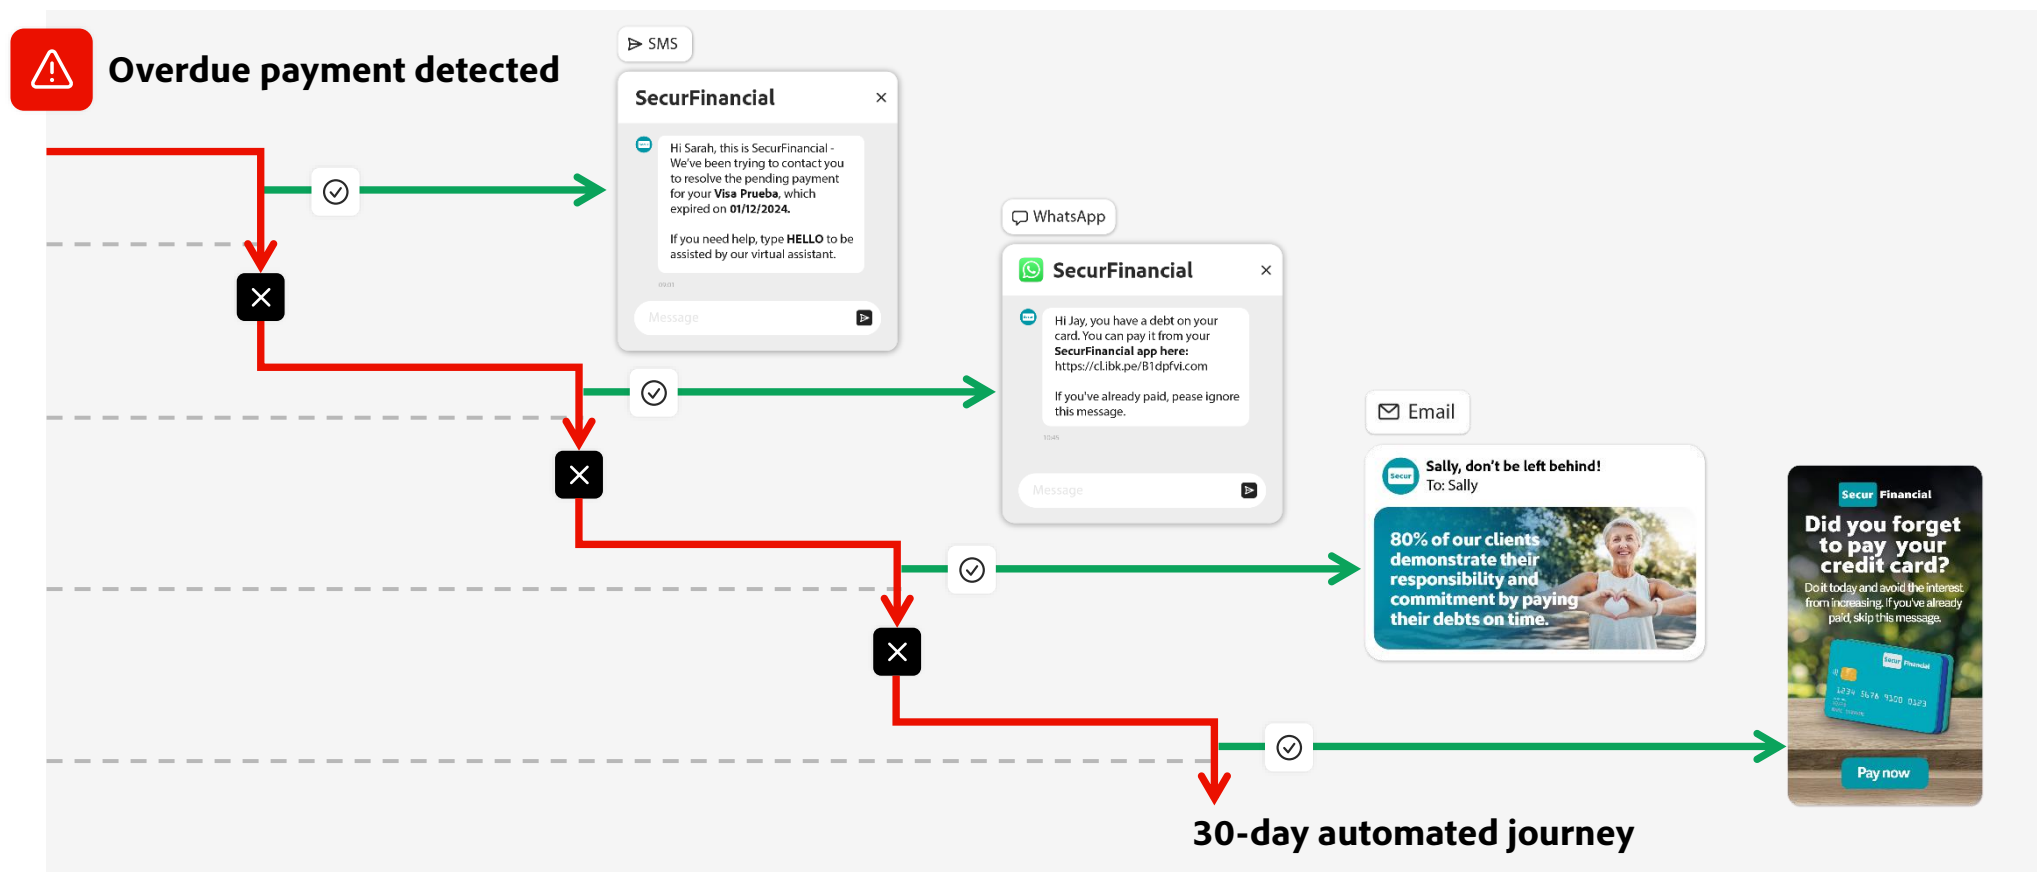 Overdue payment detected
SMS
SecurFinancial
Hi Sarah, this is SecurFinancial -
We've been trying to contact you
to resolve the pending payment
for your Visa Prueba, which
expired on 01/12/2024.
If you need help, type HELLO to be
assisted by our virtual assistant.
Message
WhatsApp
SecurFinancial
Hi Jay, you have a debt on your
card. You can pay it from your
SecurFinancial app here:
https://cl.ibk.pe/B1dpfvi.com
If you've already paid, pease ignore
this message.
Message
Email
Secur
Sally, don't be left behind!
To: Sally
80% of our clients
demonstrate their
responsibility and
commitment by paying
their debts on time.
Secur Financial
Did you forget
to pay your
credit card?
Do it today and avoid the interest
from increasing. If you've already
paid, skip this message.
Secur Financial
1234 5676 9100 0123
Pay now
30-day automated journey